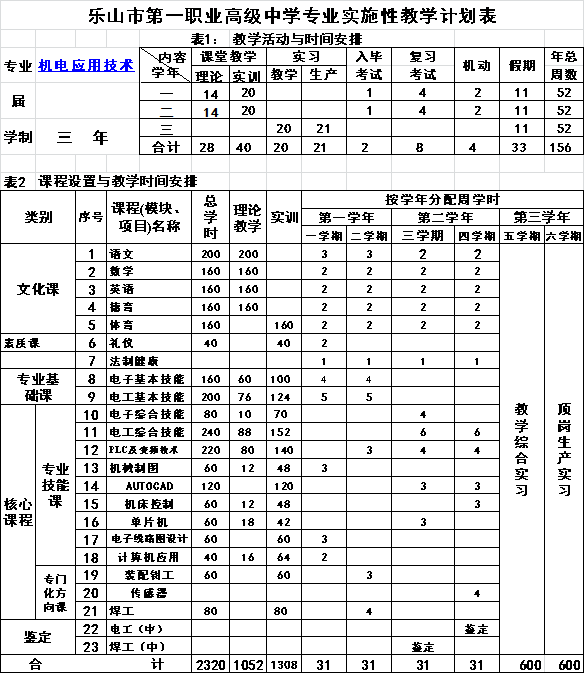 乐山市第一职业高级中学专业实施性教学计划表
表1： 教学活动与时间安排
专业 机电应用技术 内容 学年 课堂教学 实习 入毕考试 复习考试 机动 假期 年总周数
理论 实训 教学 生产
届 一 14 20 1 4 2 11 52
二 14 20 1 4 2 11 52
学制 三 年 三 20 21 11 52
合计 28 40 20 21 2 8 4 33 156
表2 课程设置与教学时间安排
类别 序号 课程(模块、项目)名称 总学时 理论教学 实训 按学年分配周学时
第一学年 第二学年 第三学年
一学期 二学期 三学期 四学期 五学期 六学期
文化课 1 语文 200 200 3 3 2 2 教学综合实习 顶岗生产实习
2 数学 160 160 2 2 2 2
3 英语 160 160 2 2 2 2
4 德育 160 160 2 2 2 2
5 体育 160 160 2 2 2 2
素质课 6 礼仪 40 40 2
7 法制健康 1 1 1 1
专业基础课 8 电子基本技能 160 60 100 4 4
9 电工基本技能 200 76 124 5 5
核心课程 专业技能课 10 电子综合技能 80 10 70 4
11 电工综合技能 240 88 152 6 6
12 PLC及变频技术 220 80 140 3 4 4
13 机械制图 60 12 48 3
14 AUTOCAD 120 120 3 3
15 机床控制 60 12 48 3
16 单片机 60 18 42 3
17 电子线路图设计 60 60 3
18 计算机应用 40 16 64 2
专门化方向课 19 装配钳工 60 60 3
20 传感器 4
21 焊工 80 80 4
鉴定 22 电工（中） 鉴定
23 焊工（中） 鉴定
合 计 2320 1052 1308 31 31 31 31 600 600